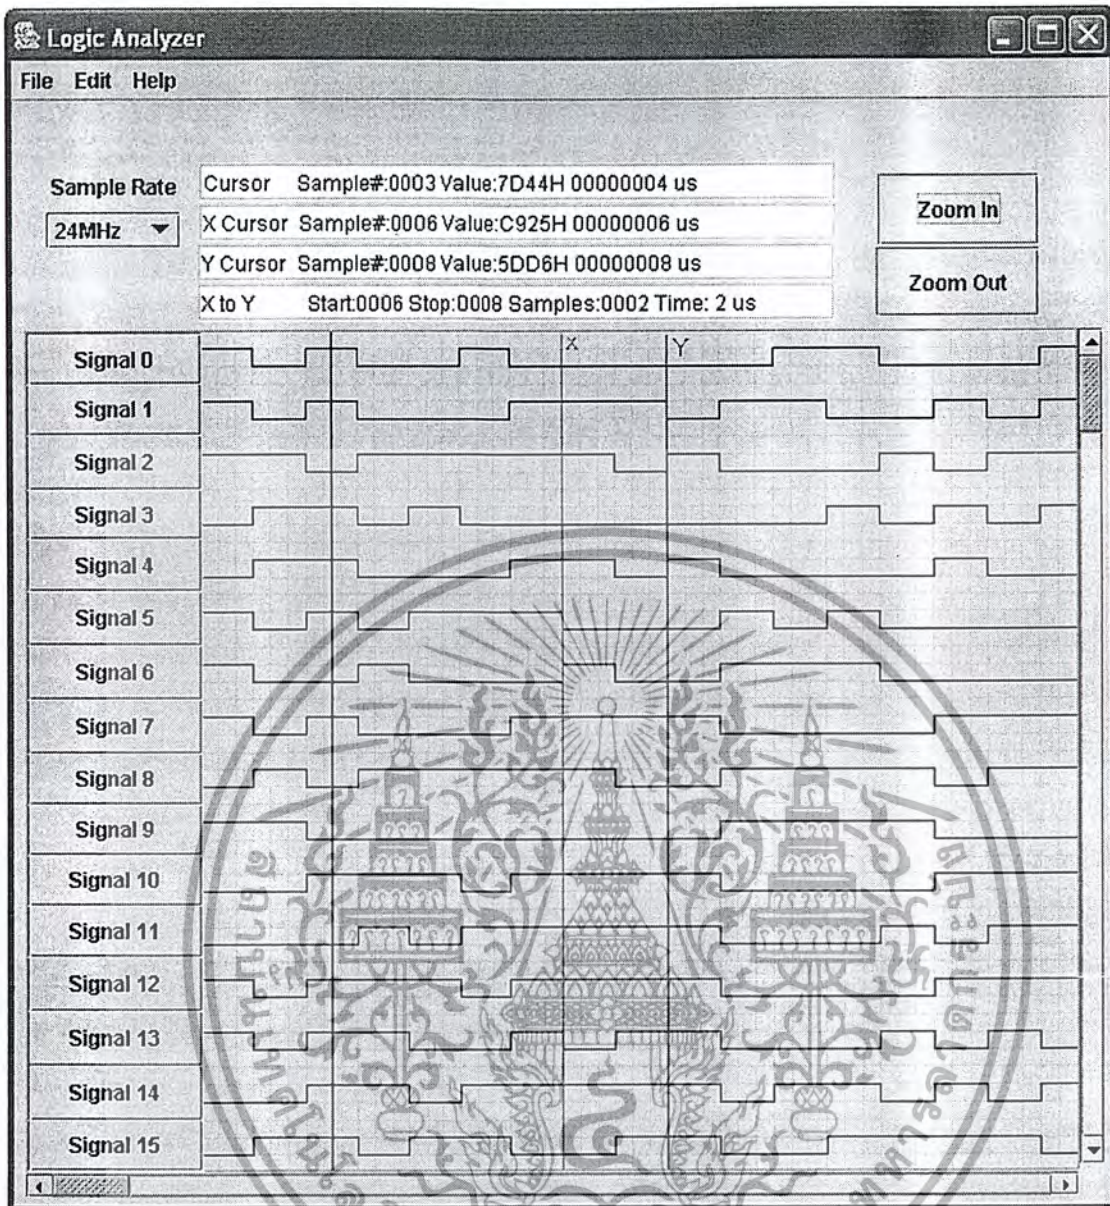 Logic Analyzer
File Edit Help
Sample Rate
24MHz
Cursor Sample#:0003 Value:7D44H 00000004 us
X Cursor Sample#:0006 Value:C925H 00000006 us
Y Cursor Sample#:0008 Value:5DD6H 00000008 us
X to Y Start:0006 Stop:0008 Samples:0002 Time: 2 us
Zoom In
Zoom Out
X Y
Signal 0
Signal 1
Signal 2
Signal 3
Signal 4
Signal 5
Signal 6
Signal 7
Signal 8
Signal 9
Signal 10
Signal 11
Signal 12
Signal 13
Signal 14
Signal 15